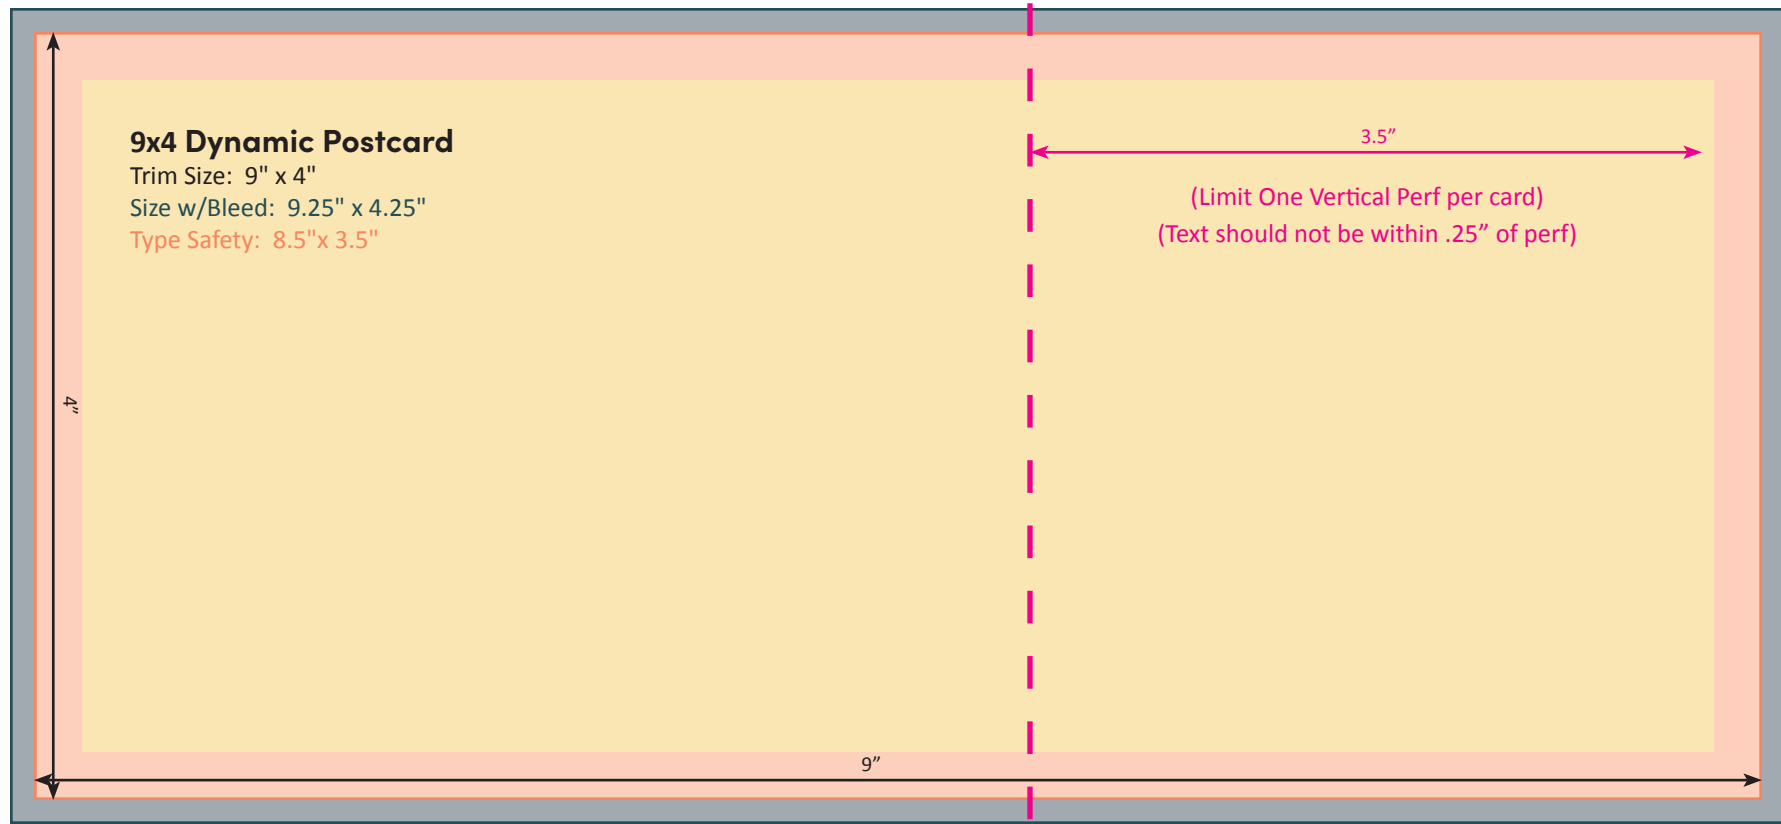 9x4 Dynamic Postcard
Trim Size:  9" x 4"
Size w/Bleed:  9.25" x 4.25"
Type Safety:  8.5"x 3.5"
3.5”
(Limit One Vertical Perf per card)
(Text should not be within .25” of perf)
4”
9”